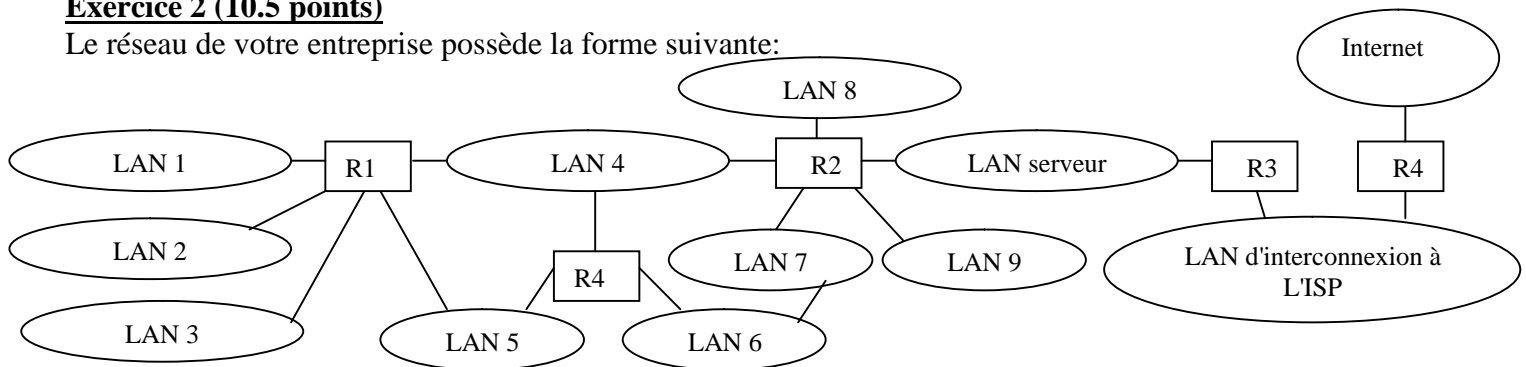 Exercice 2 (10.5 points)
Le réseau de votre entreprise possède la forme suivante:
Internet
LAN 8
LAN 1
R1
LAN 4
R2
LAN serveur
R3
R4
LAN 2
R4
LAN 7
LAN 9
LAN d'interconnexion à
L'ISP
LAN 3
LAN 5
LAN 6